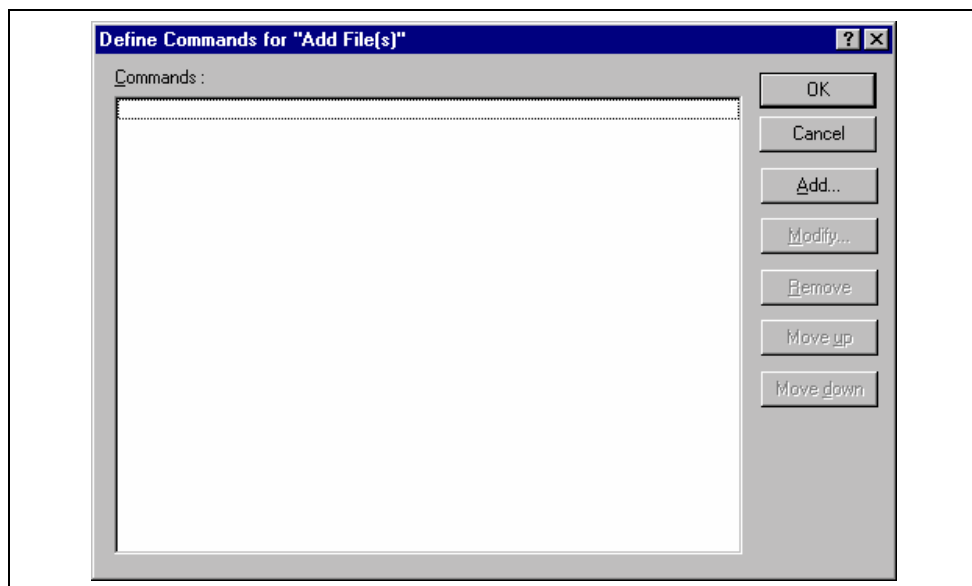 Define Commands for "Add File(s)"
Commands :
OK
Cancel
Add...
Modify...
Remove
Move up
Move down